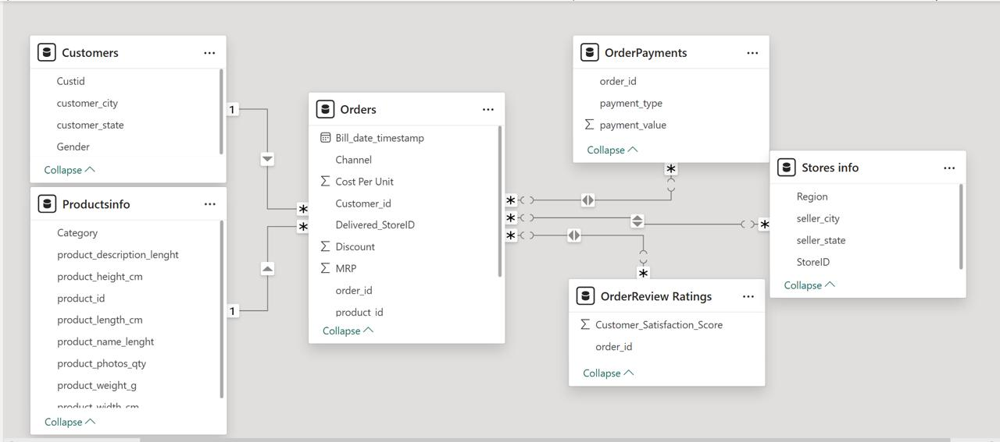 Customers
Custid
customer_city
customer_state
Gender
Collapse
Productsinfo
Category
product_description_lenght
product_height_cm
product_id
product_length_cm
product_name_lenght
product_photos_qty
product_weight_g
product_width_cm
Collapse
1
1
*
*
Orders
Bill_date_timestamp
Channel
Σ Cost Per Unit
Customer_id
Delivered_StoreID
Σ Discount
Σ MRP
order_id
product_id
Collapse
*
*
*
OrderPayments
order_id
payment_type
Σ payment_value
Collapse
*
Stores info
Region
seller_city
seller_state
StoreID
Collapse
*
OrderReview Ratings
Σ Customer_Satisfaction_Score
order_id
Collapse
*